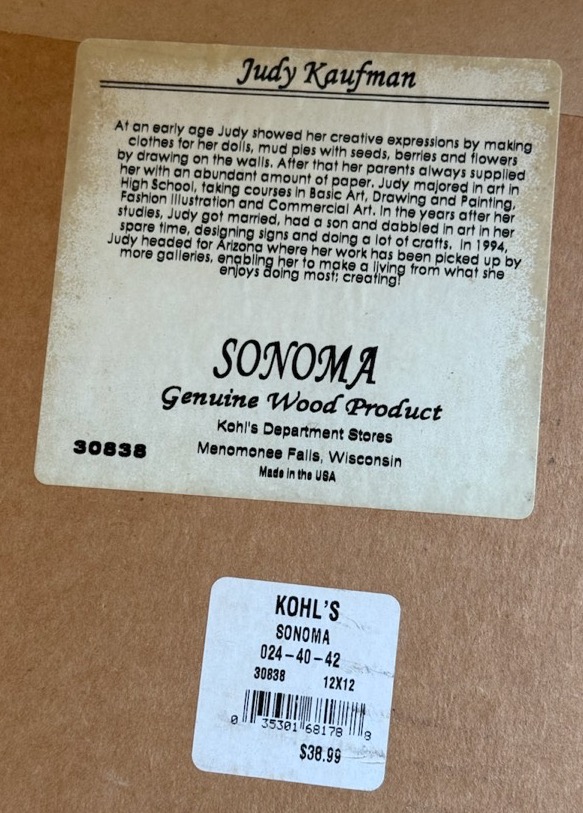 Judy Kaufman
At an early age Judy showed her creative expressions by making
clothes for her dolls, mud pies with seeds, berries and flowers
by drawing on the walls. After that her parents always supplied
her with an abundant amount of paper. Judy majored in art in
High School, taking courses in Basic Art, Drawing and Painting,
Fashion Illustration and Commercial Art. In the years after her
studies, Judy got married, had a son and dabbled in art in her
spare time, designing signs and doing a lot of crafts. In 1994,
Judy headed for Arizona where her work has been picked up by
more galleries, enabling her to make a living from what she
enjoys doing most; creating!
SONOMA
Genuine Wood Product
Kohl's Department Stores
30838 Menomonee Falls, Wisconsin
Made in the USA
KOHL'S
SONOMA
024-40-42
30838 12X12
0 35301 68178 8
$38.99